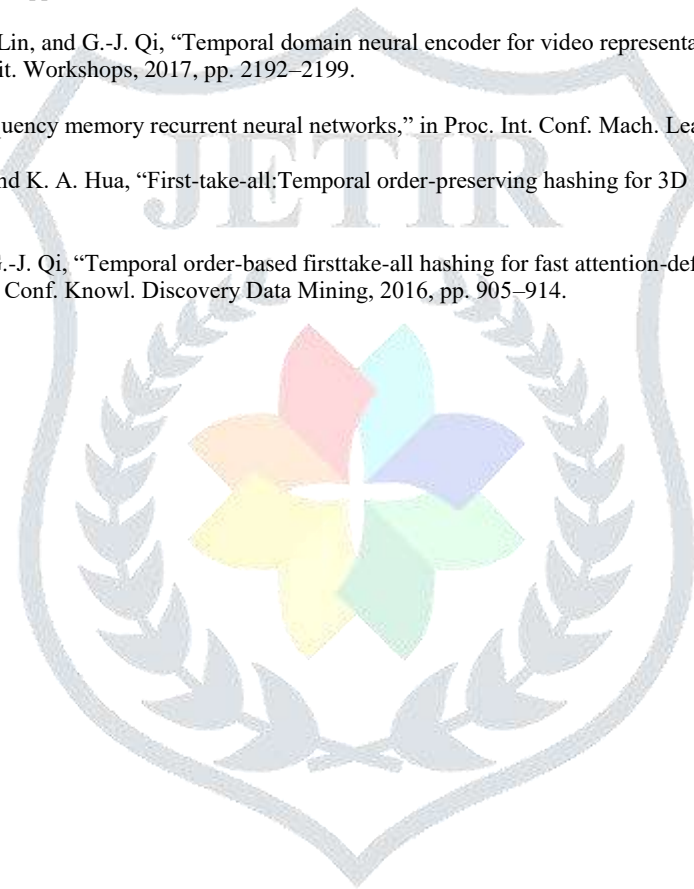 Lin, and G.-J. Qi, “Temporal domain neural encoder for video representa
it. Workshops, 2017, pp. 2192–2199.
uency memory recurrent neural networks,” in Proc. Int. Conf. Mach. Lea
nd K. A. Hua, “First-take-all:Temporal order-preserving hashing for 3D
JETIR
G.-J. Qi, “Temporal order-based firsttake-all hashing for fast attention-def
Conf. Knowl. Discovery Data Mining, 2016, pp. 905–914.